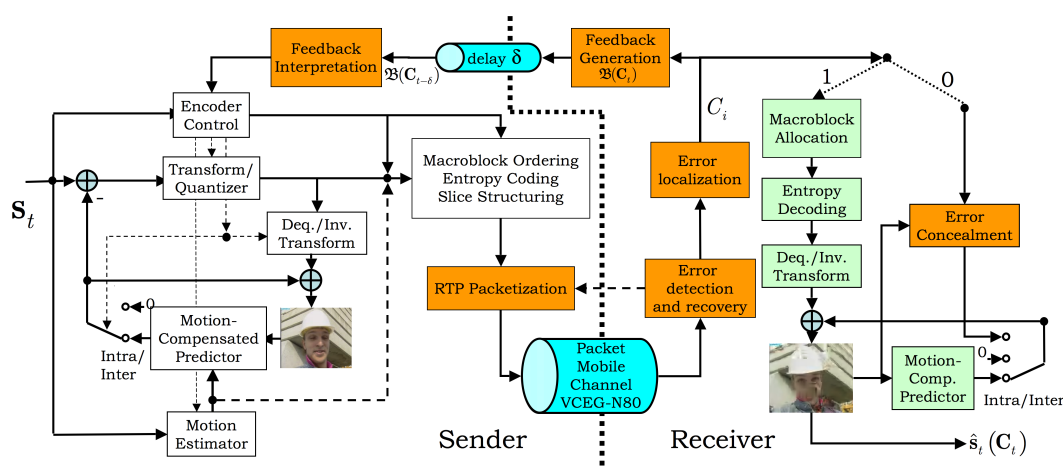 Feedback
Interpretation
𝔅(C_{t−δ})
delay δ
Feedback
Generation
𝔅(C_t)
1
0
C_i
Encoder
Control
Macroblock
Allocation
Transform/
Quantizer
Macroblock Ordering
Entropy Coding
Slice Structuring
Error
localization
Entropy
Decoding
S_t
-
Deq./Inv.
Transform
Error
Concealment
Deq./Inv.
Transform
RTP Packetization
Error
detection
and recovery
0
Motion-
Compensated
Predictor
Intra/
Inter
Packet
Mobile
Channel
VCEG-N80
0
Motion-
Comp.
Predictor
Intra/Inter
Motion
Estimator
Sender
Receiver
ŝ_t (C_t)